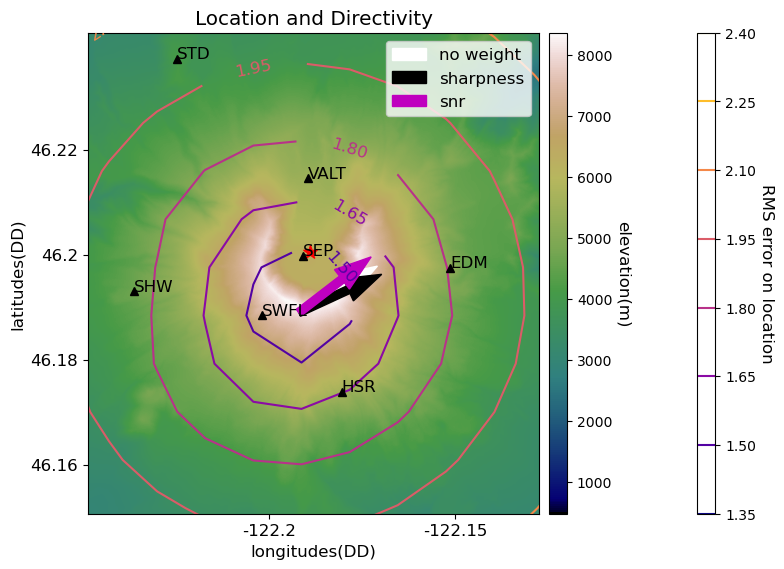 Location and Directivity
no weight
sharpness
snr
STD
1.95
1.80
VALT
1.65
SEP
1.50
EDM
SHW
SWFL
HSR
46.22
46.2
46.18
46.16
latitudes(DD)
-122.2
-122.15
longitudes(DD)
8000
7000
6000
5000
4000
3000
2000
1000
elevation(m)
2.40
2.25
2.10
1.95
1.80
1.65
1.50
1.35
RMS error on location